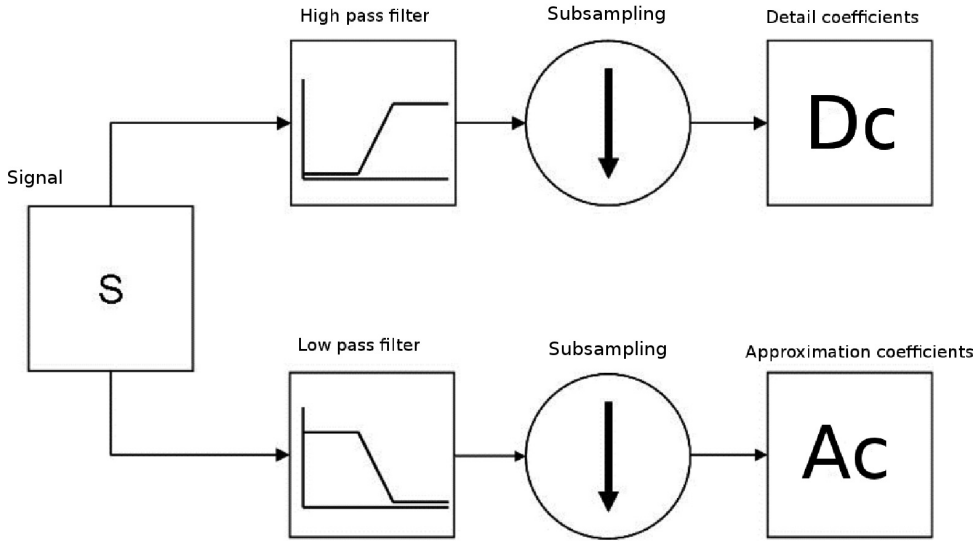 High pass filter
Subsampling
Detail coefficients
Dc
Signal
S
Low pass filter
Subsampling
Approximation coefficients
Ac